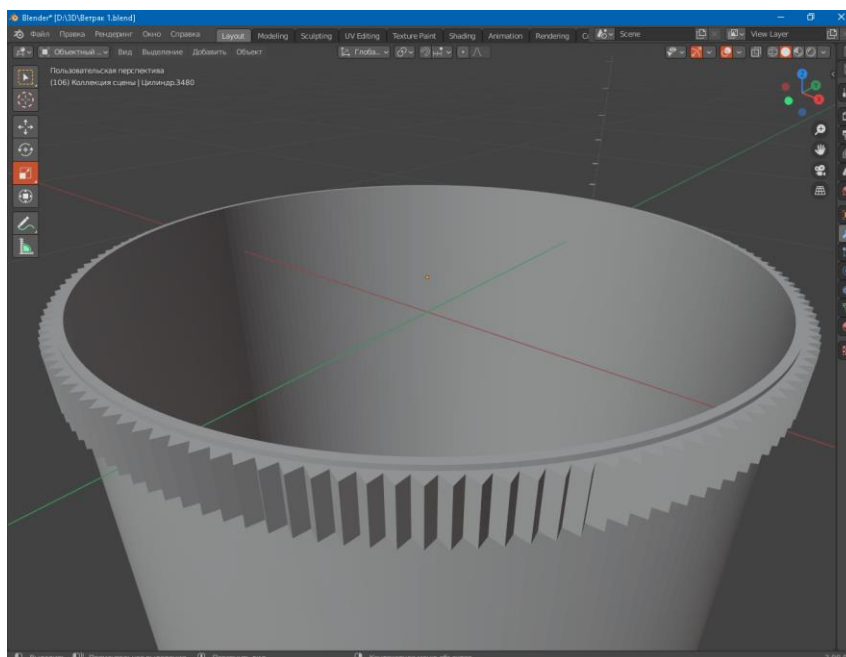 Blender* [D:\3D\Ветряк 1.blend]
Файл Правка Рендеринг Окно Справка Layout Modeling Sculpting UV Editing Texture Paint Shading Animation Rendering Scene View Layer
Объектный .. Вид Выделение Добавить Объект Глоба..
Пользовательская перспектива
(106) Коллекция сцены | Цилиндр.3480